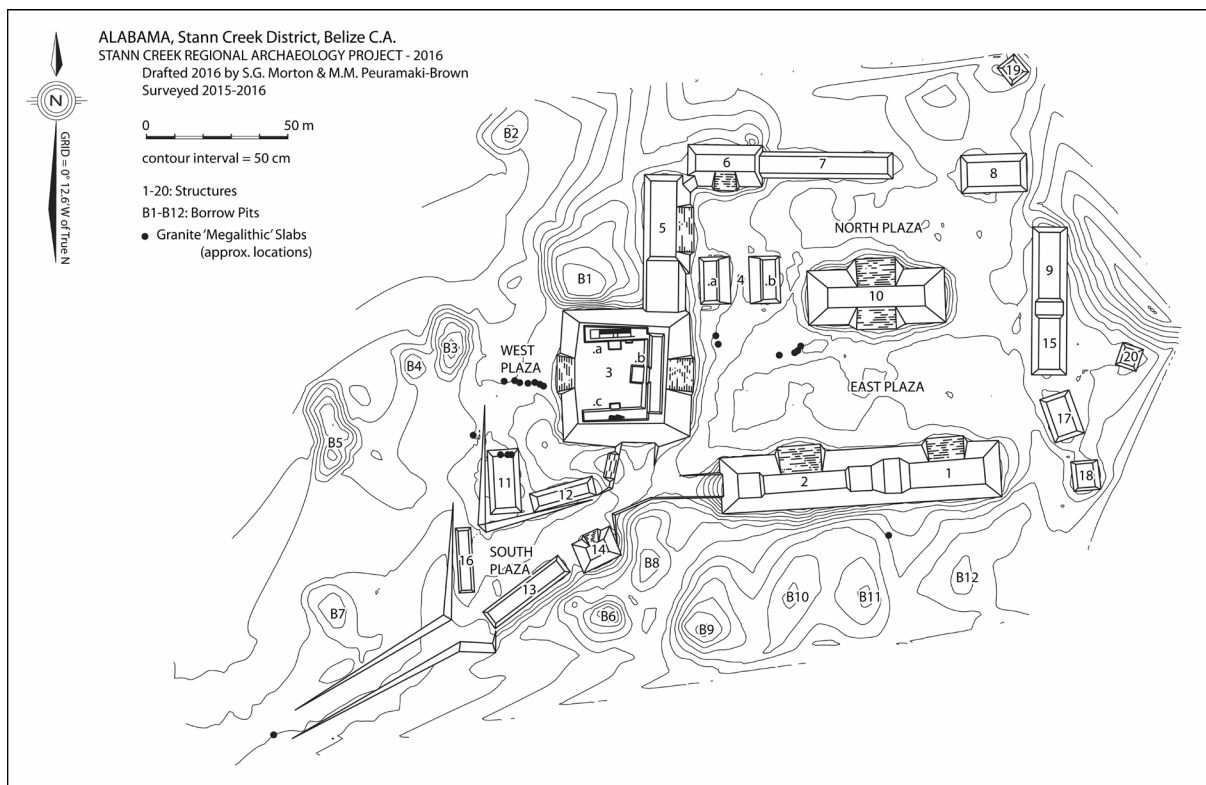 ALABAMA, Stann Creek District, Belize C.A.
STANN CREEK REGIONAL ARCHAEOLOGY PROJECT - 2016
Drafted 2016 by S.G. Morton & M.M. Peuramaki-Brown
Surveyed 2015-2016
N
GRID = 0° 12.6'W of True N
0 50 m
contour interval = 50 cm
1-20: Structures
B1-B12: Borrow Pits
Granite 'Megalithic' Slabs
(approx. locations)
19
B2
6
7
8
5
NORTH PLAZA
9
B1
.a
4
.b
10
B3
B4
WEST
PLAZA
.a
.b
3
.c
15
20
EAST PLAZA
17
B5
11
12
2
1
18
16
SOUTH
PLAZA
14
13
B8
B12
B10
B11
B7
B6
B9